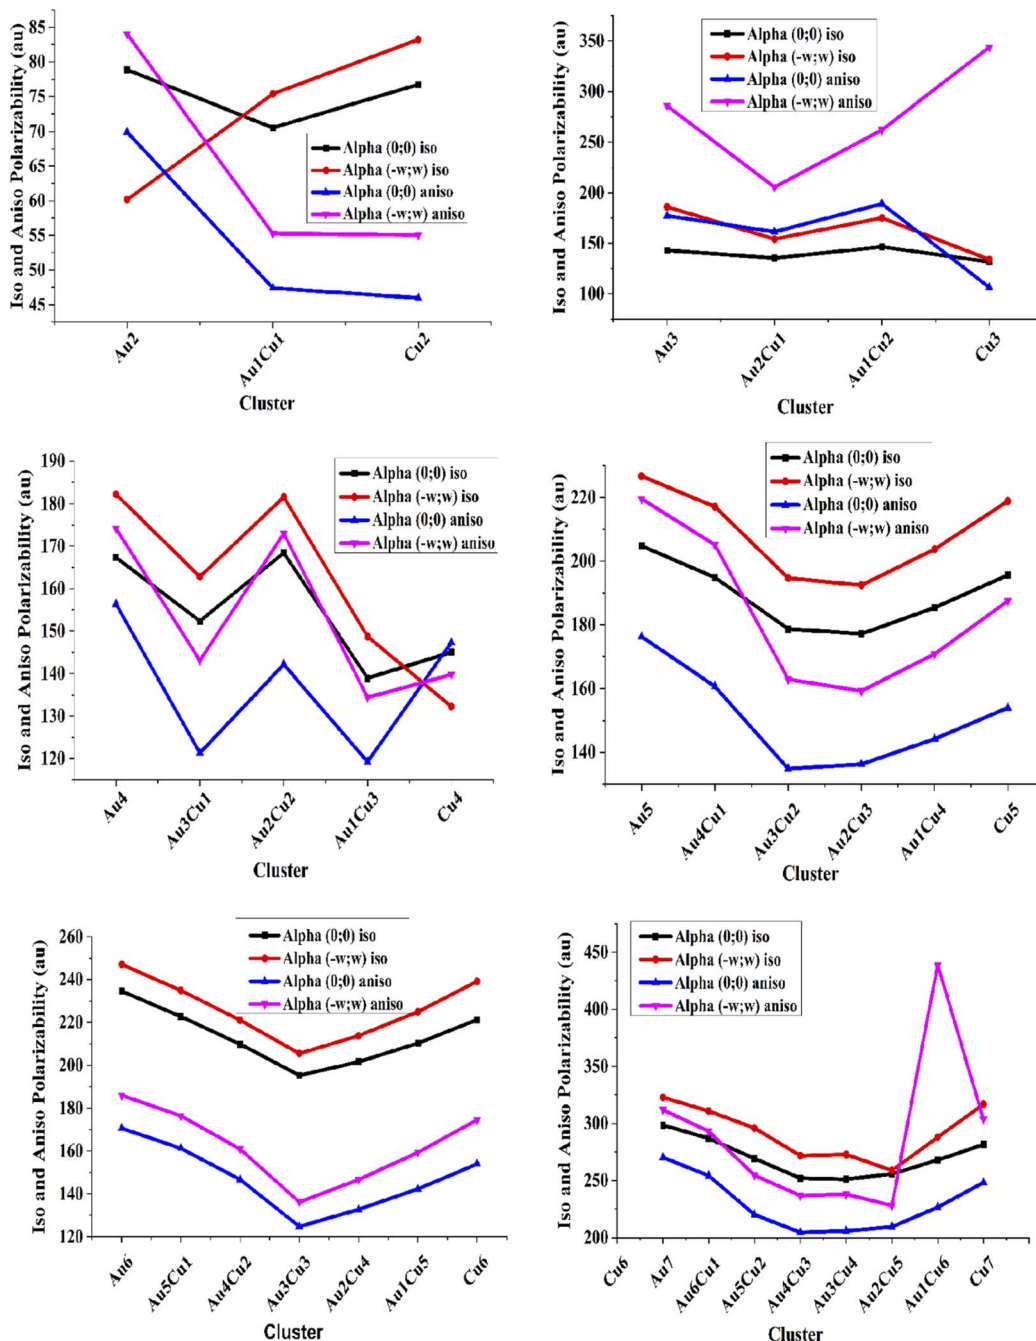 Iso and Aniso Polarizability (au)
85
80
75
70
65
60
55
50
45
Alpha (0;0) iso
Alpha (-w;w) iso
Alpha (0;0) aniso
Alpha (-w;w) aniso
Au2
Au1Cu1
Cu2
Cluster
Iso and Aniso Polarizability (au)
350
300
250
200
150
100
Alpha (0;0) iso
Alpha (-w;w) iso
Alpha (0;0) aniso
Alpha (-w;w) aniso
Au3
Au2Cu1
Au1Cu2
Cu3
Cluster
Iso and Aniso Polarizability (au)
190
180
170
160
150
140
130
120
Alpha (0;0) iso
Alpha (-w;w) iso
Alpha (0;0) aniso
Alpha (-w;w) aniso
Au4
Au3Cu1
Au2Cu2
Au1Cu3
Cu4
Cluster
Iso and Aniso Polarizability (au)
220
200
180
160
140
Alpha (0;0) iso
Alpha (-w;w) iso
Alpha (0;0) aniso
Alpha (-w;w) aniso
Au5
Au4Cu1
Au3Cu2
Au2Cu3
Au1Cu4
Cu5
Cluster
Iso and Aniso Polarizability (au)
260
240
220
200
180
160
140
120
Alpha (0;0) iso
Alpha (-w;w) iso
Alpha (0;0) aniso
Alpha (-w;w) aniso
Au6
Au5Cu1
Au4Cu2
Au3Cu3
Au2Cu4
Au1Cu5
Cu6
Cluster
Iso and Aniso Polarizability (au)
450
400
350
300
250
200
Alpha (0;0) iso
Alpha (-w;w) iso
Alpha (0;0) aniso
Alpha (-w;w) aniso
Cu6
Au7
Au6Cu1
Au5Cu2
Au4Cu3
Au3Cu4
Au2Cu5
Au1Cu6
Cu7
Cluster